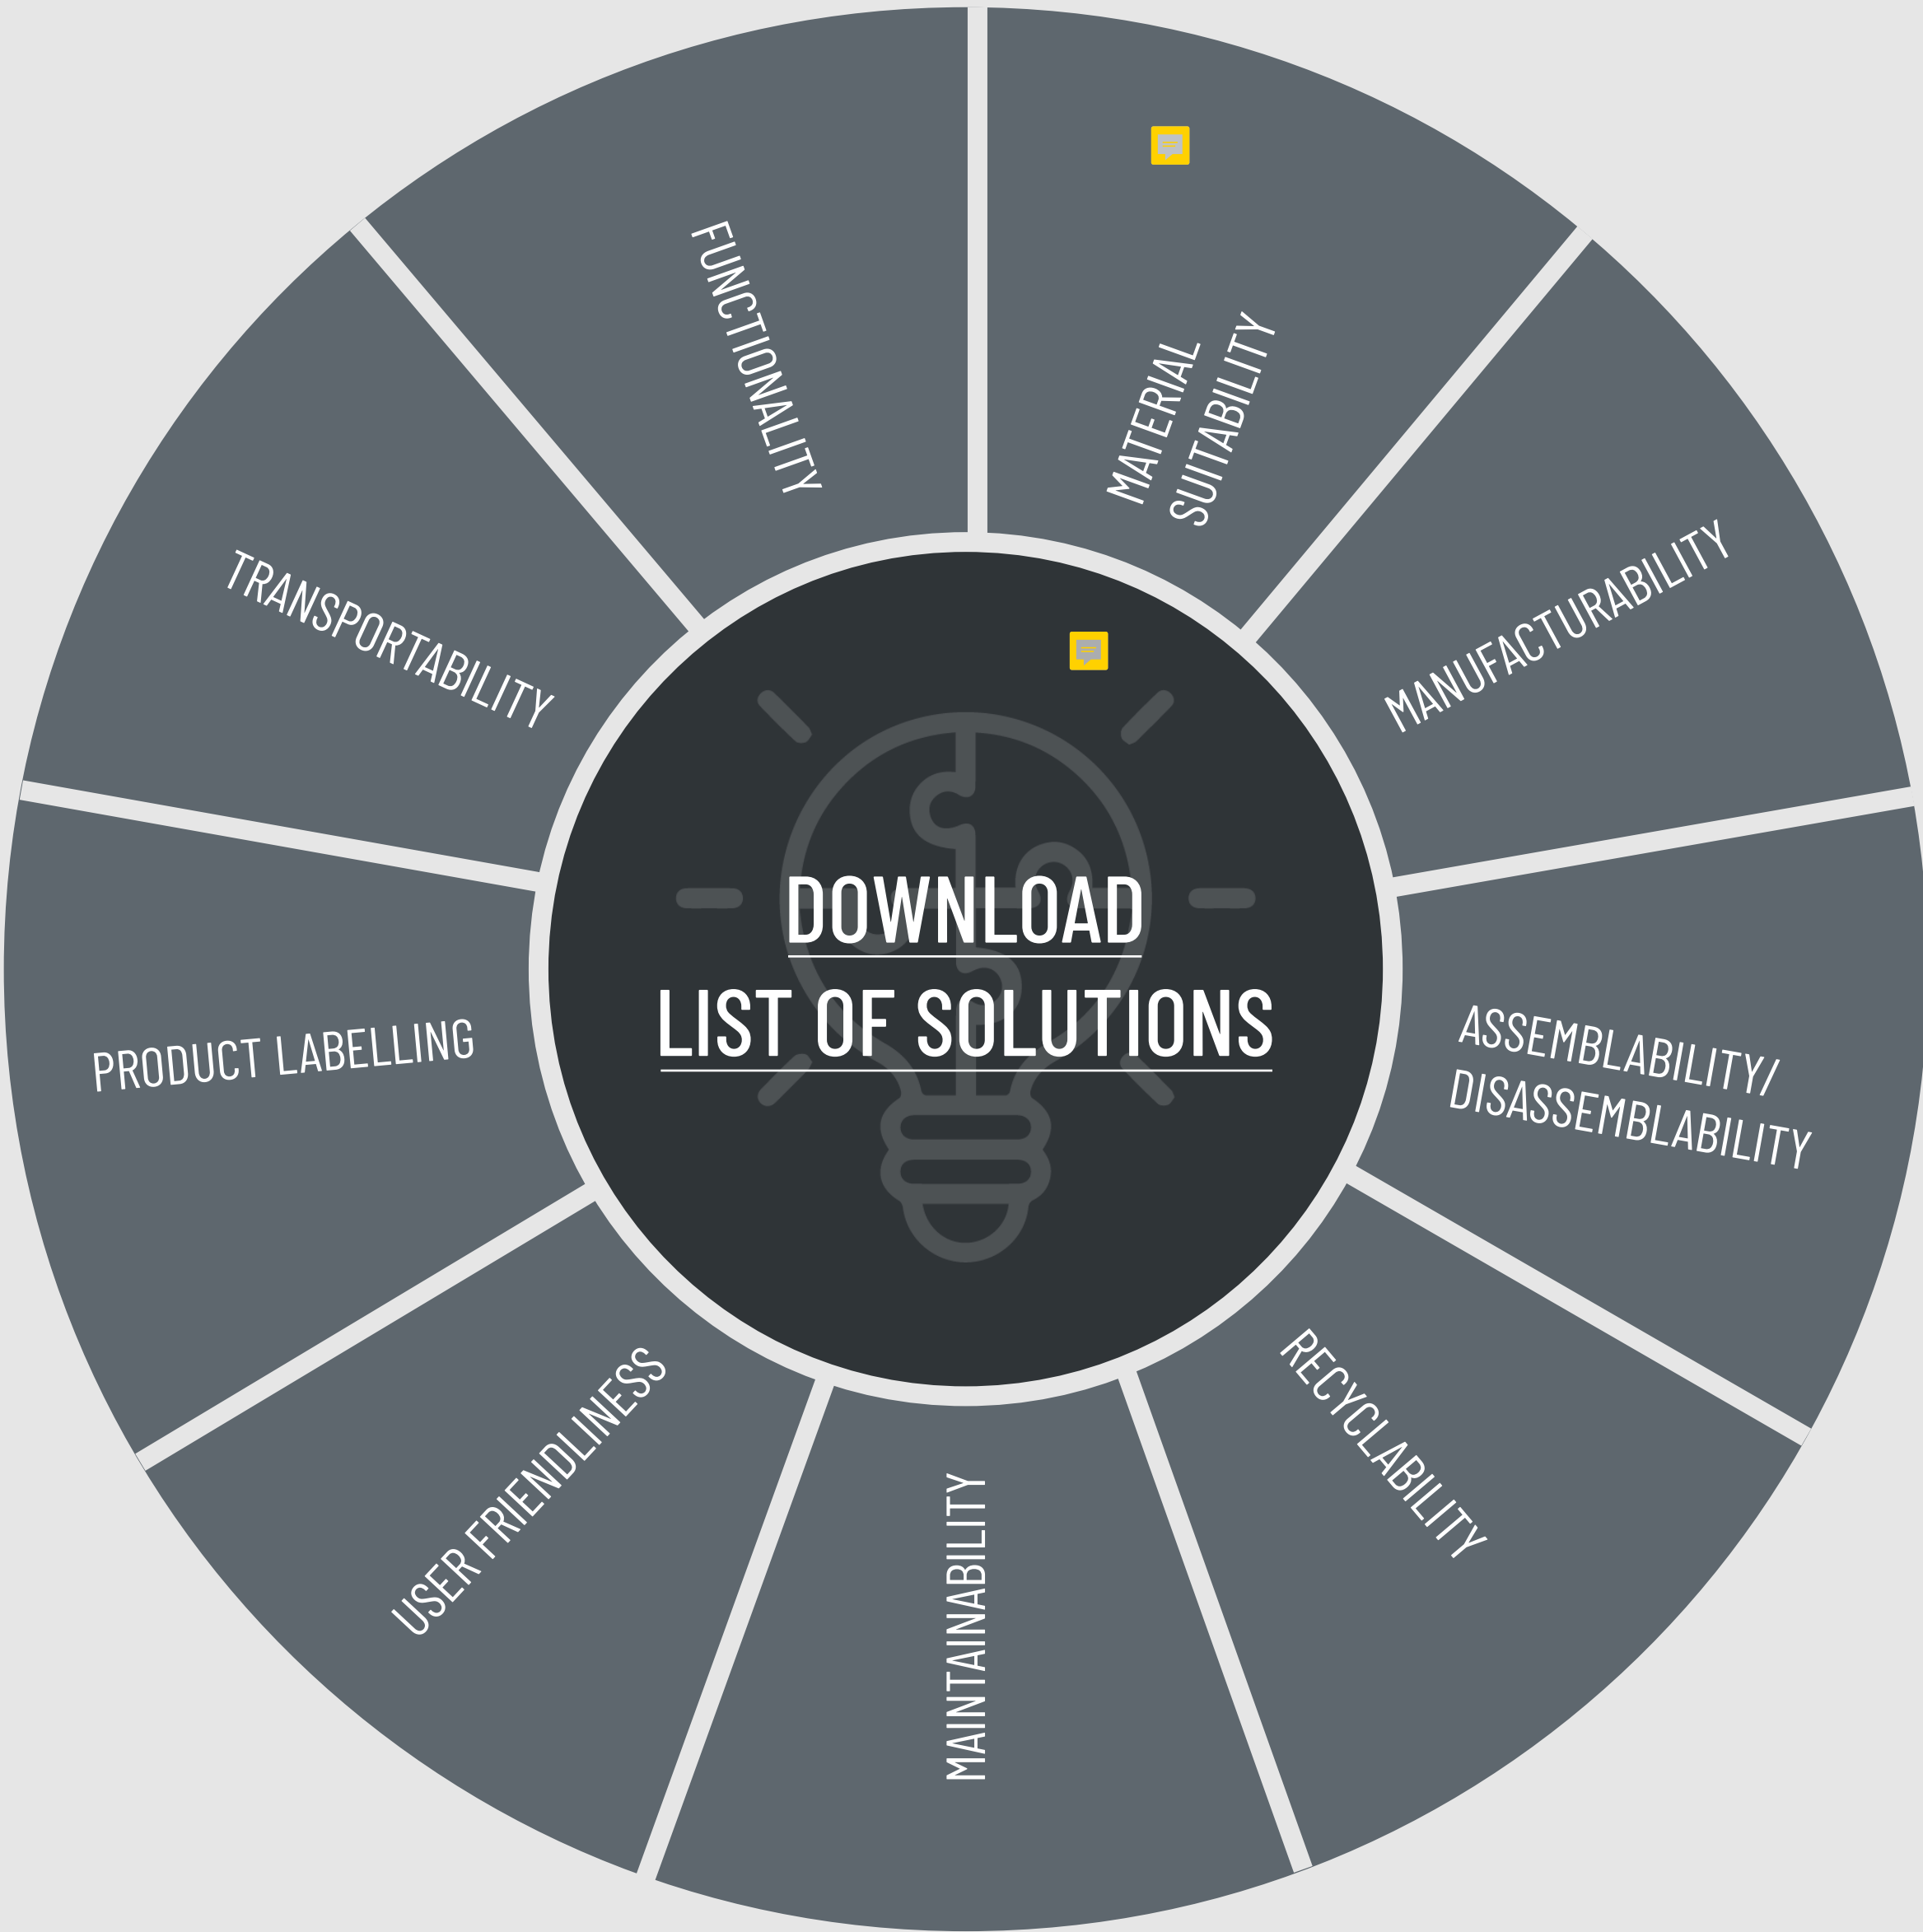 FUNCTIONALITY
MATERIAL
SUITABILITY
MANUFACTURABILITY
TRANSPORTABILITY
DOWNLOAD
LIST OF SOLUTIONS
ASSEMBLABILITY/
DISASSEMBLABILITY
PRODUCT LABELLING
RECYCLABILITY
USER FRIENDLINESS
MAINTAINABILITY